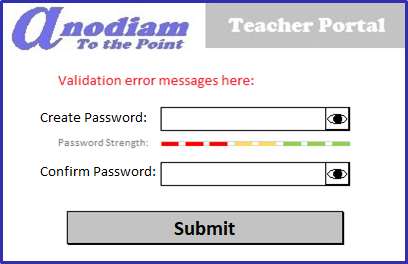 anodiam
To the Point
Teacher Portal
Validation error messages here:
Create Password:
Password Strength:
Confirm Password:
Submit